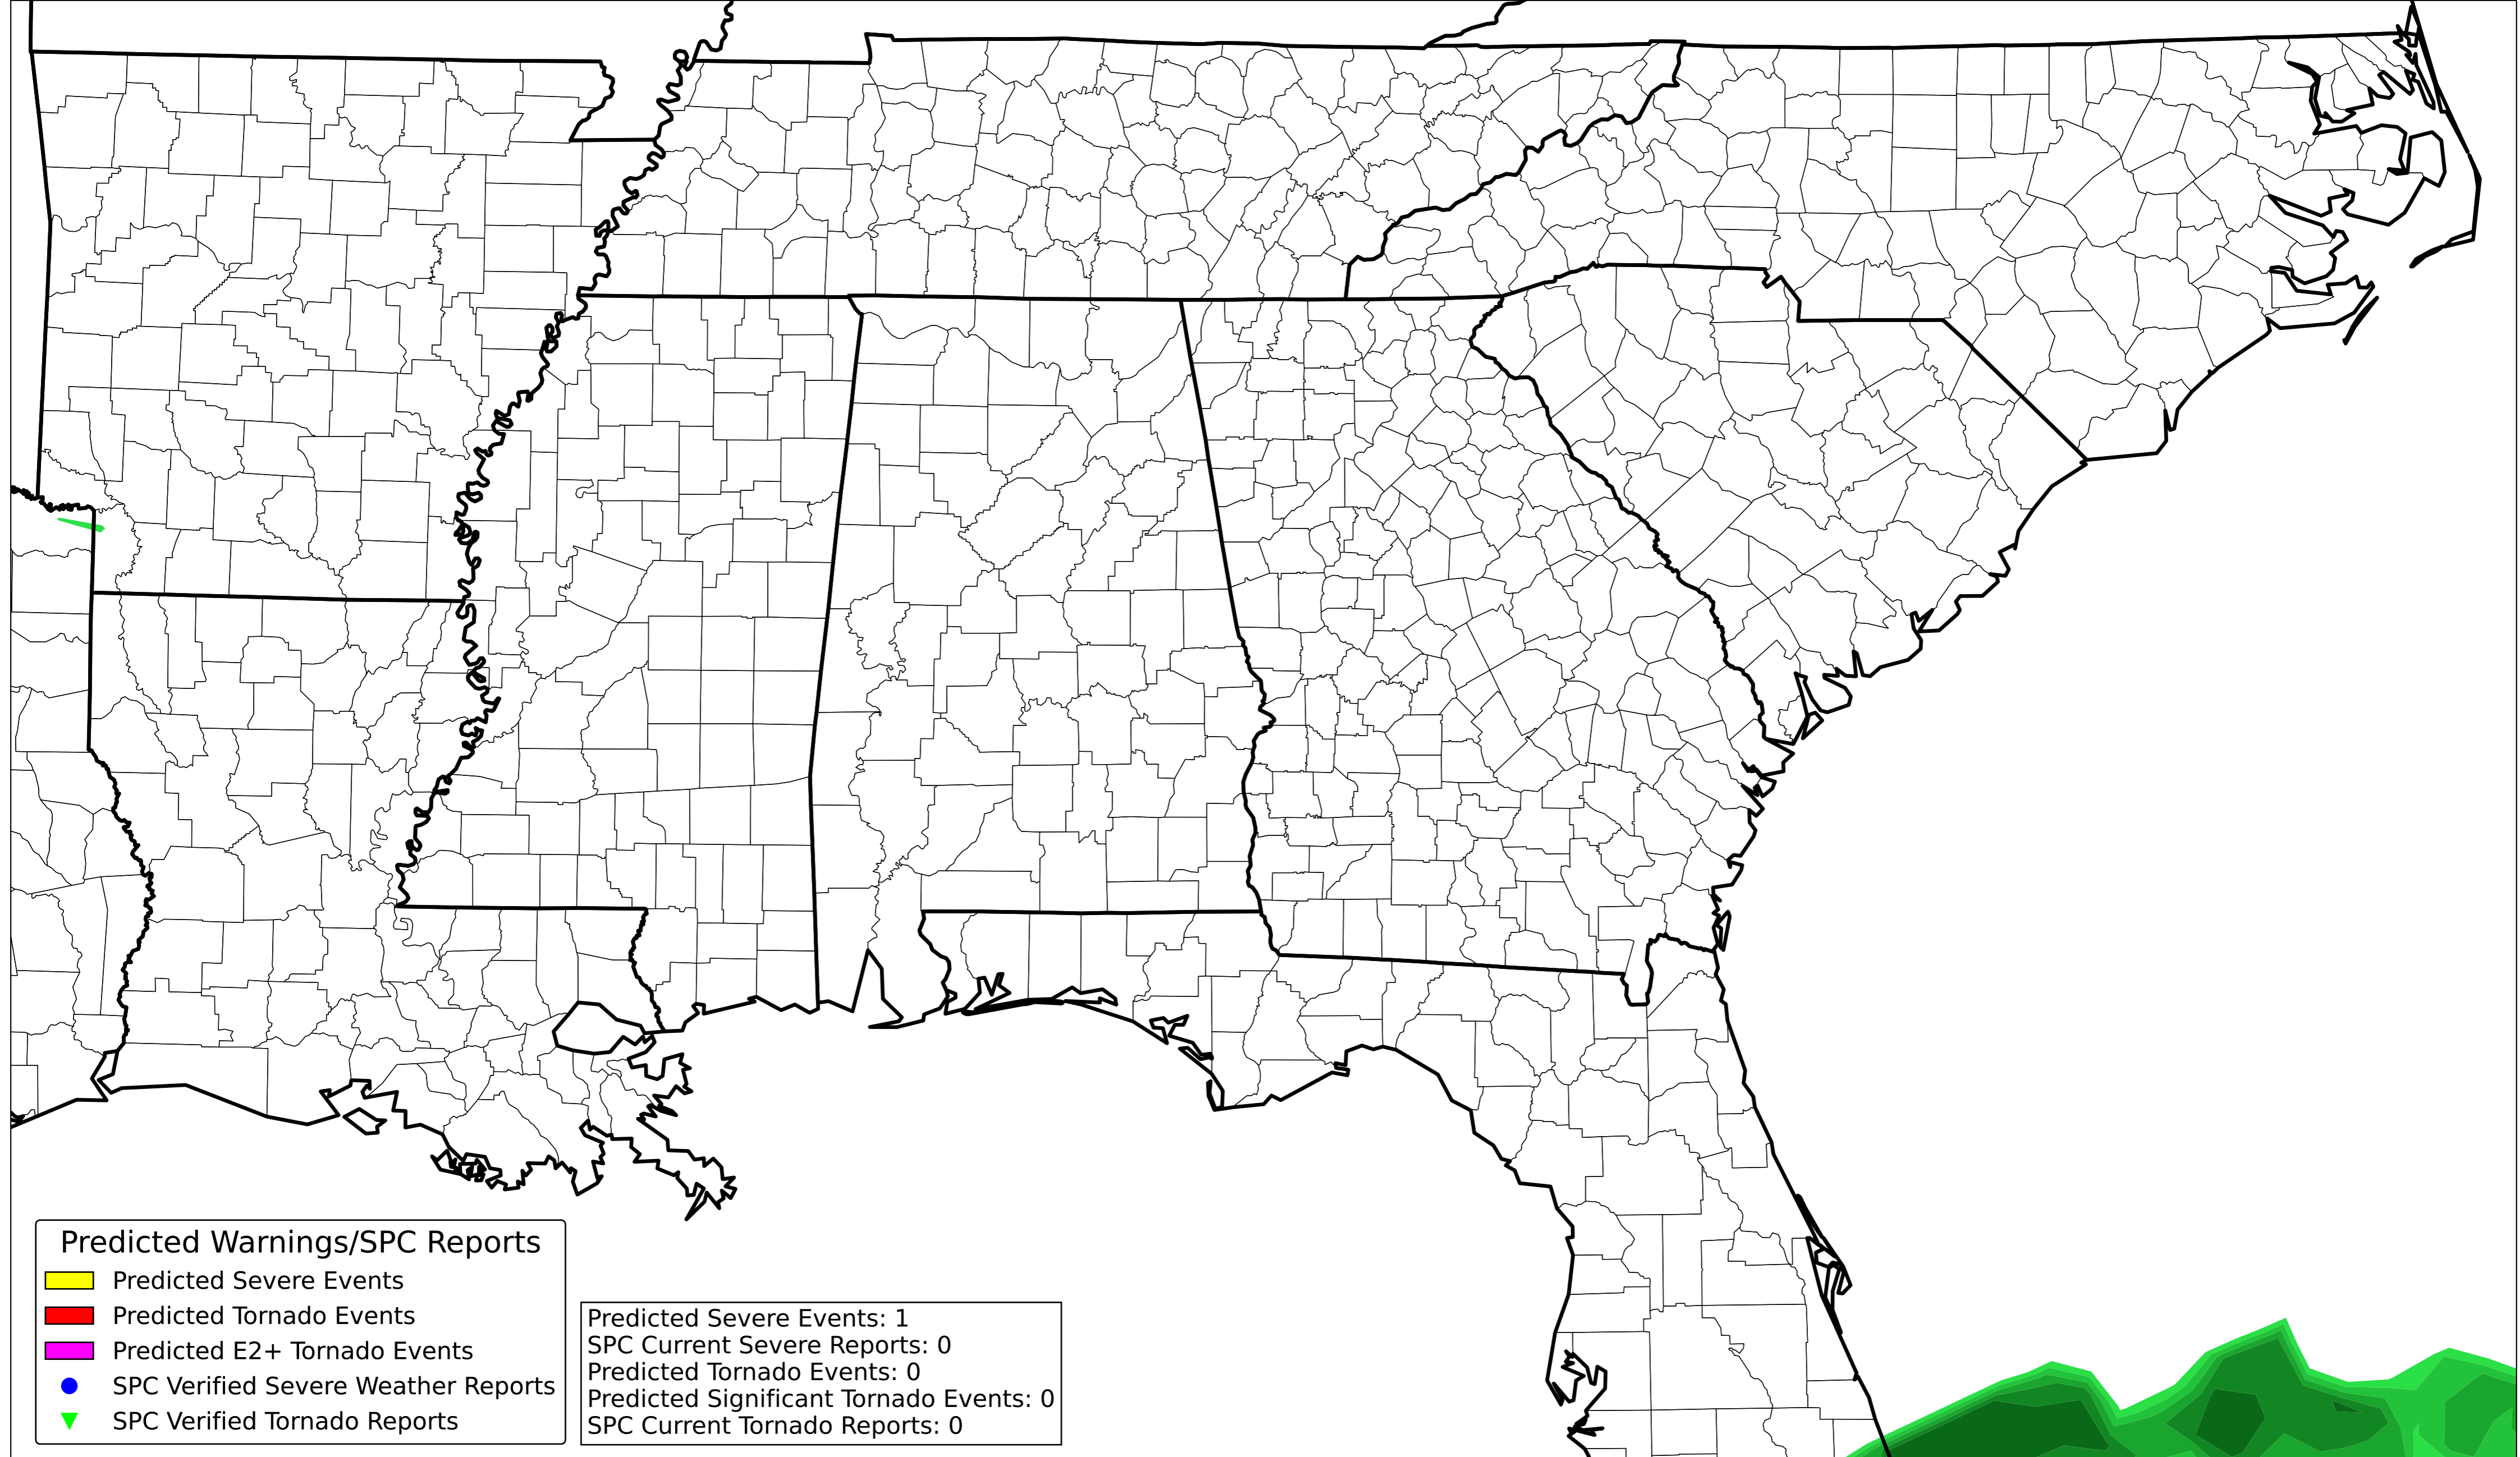 Predicted Warnings/SPC Reports
Predicted Severe Events
Predicted Tornado Events
Predicted E2+ Tornado Events
SPC Verified Severe Weather Reports
SPC Verified Tornado Reports
Predicted Severe Events: 1
SPC Current Severe Reports: 0
Predicted Tornado Events: 0
Predicted Significant Tornado Events: 0
SPC Current Tornado Reports: 0